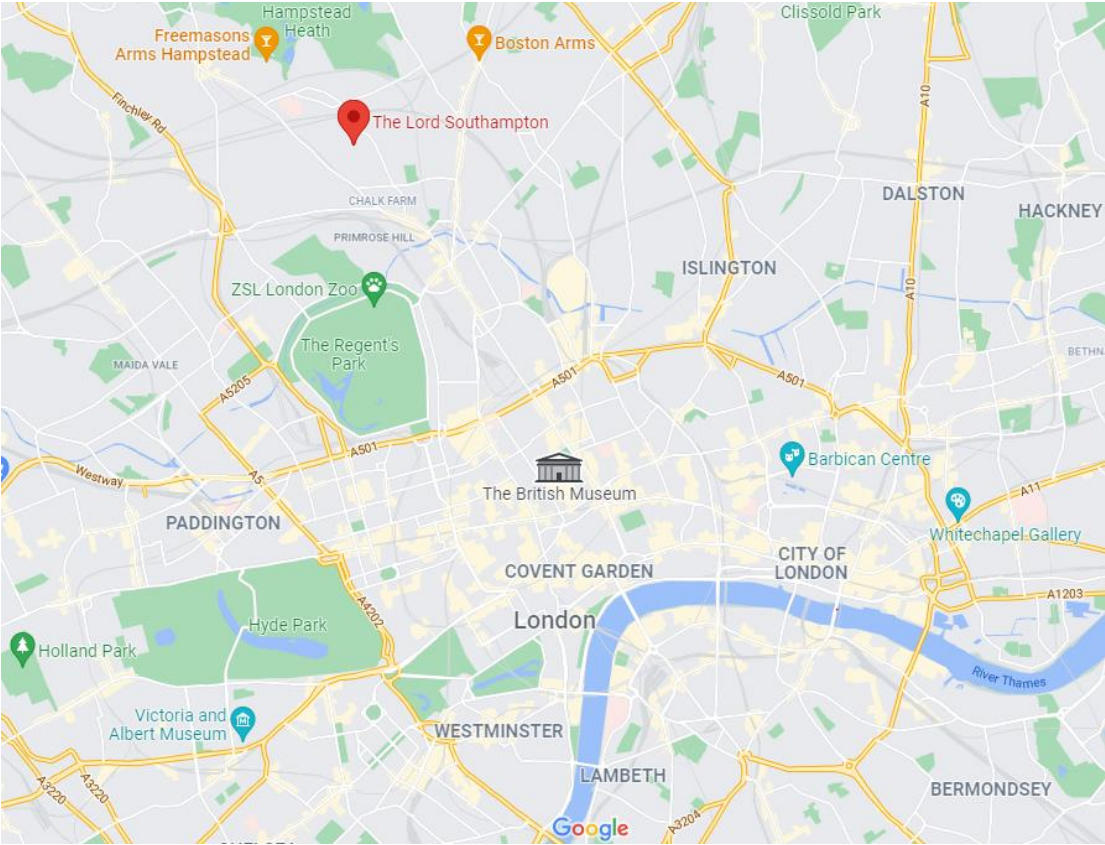 Hampstead
Heath
Clissold Park
Freemasons
Arms Hampstead
Boston Arms
Finchley Rd
A10
The Lord Southampton
CHALK FARM
DALSTON
HACKNEY
PRIMROSE HILL
ISLINGTON
ZSL London Zoo
A10
The Regent's
Park
MAIDA VALE
BETHN
A5205
A501
A501
A501
A5
Westway
The British Museum
Barbican Centre
A11
PADDINGTON
Whitechapel Gallery
COVENT GARDEN
CITY OF
LONDON
A4202
A1203
London
Hyde Park
Holland Park
River Thames
Victoria and
Albert Museum
WESTMINSTER
LAMBETH
A3220
A3220
BERMONDSEY
Google
A3204